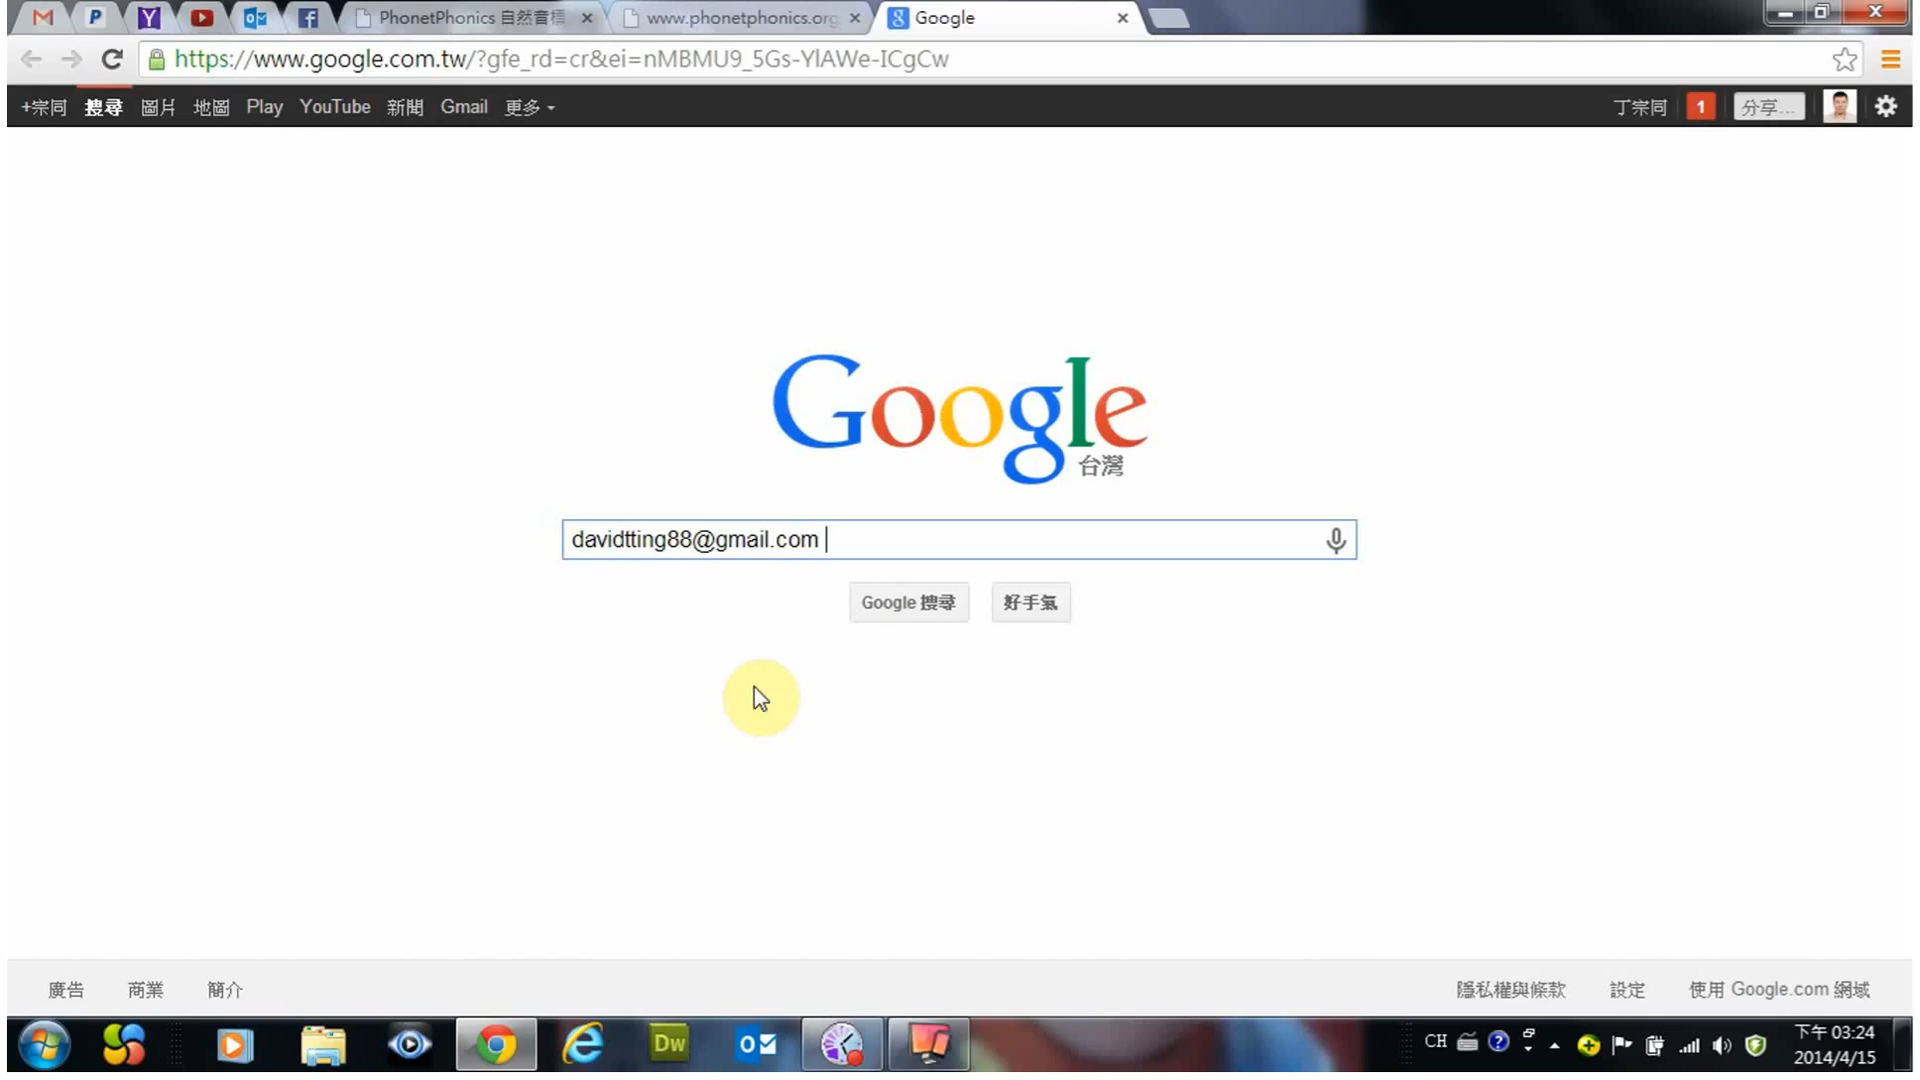 PhonetPhonics 自然音標
www.phonetphonics.org
Google
https://www.google.com.tw/?gfe_rd=cr&ei=nMBMU9_5Gs-YlAWe-ICgCw
+宗同 搜尋 圖片 地圖 Play YouTube 新聞 Gmail 更多
丁宗同 1 分享...
Google
台灣
davidtting88@gmail.com
Google 搜尋 好手氣
廣告 商業 簡介
隱私權與條款 設定 使用 Google.com 網域
Dw
CH
下午 03:24
2014/4/15